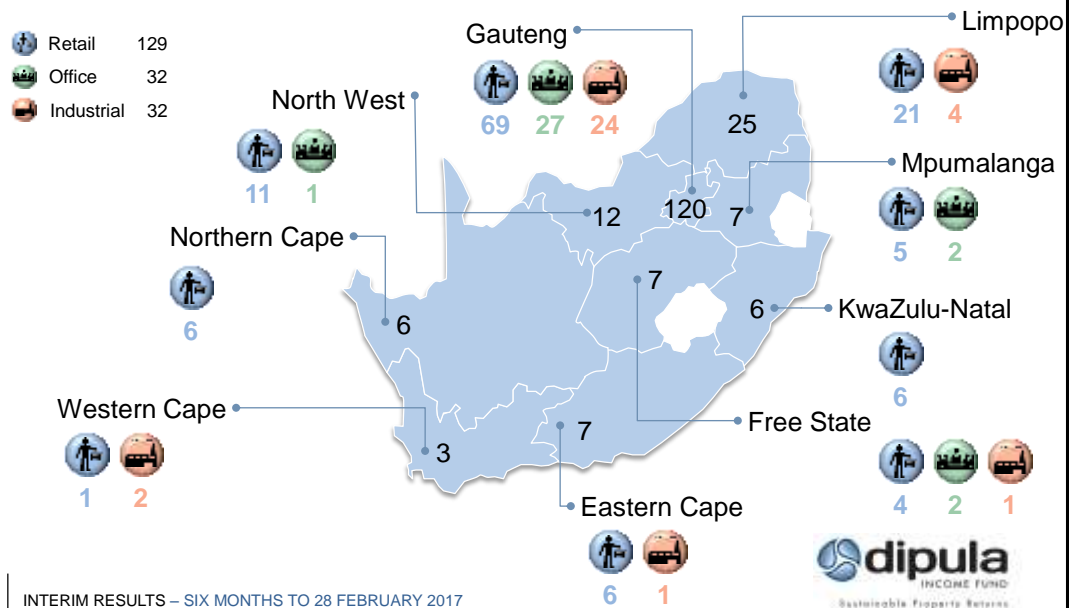 Retail 129
Office 32
Industrial 32
Gauteng
69 27 24
Limpopo
21 4
North West
11 1
Mpumalanga
5 2
Northern Cape
6
KwaZulu-Natal
6
Western Cape
1 2
Free State
4 2 1
Eastern Cape
6 1
25
120
12
7
7
6
6
7
3
dipula
INCOME FUND
Sustainable Property Returns
INTERIM RESULTS – SIX MONTHS TO 28 FEBRUARY 2017